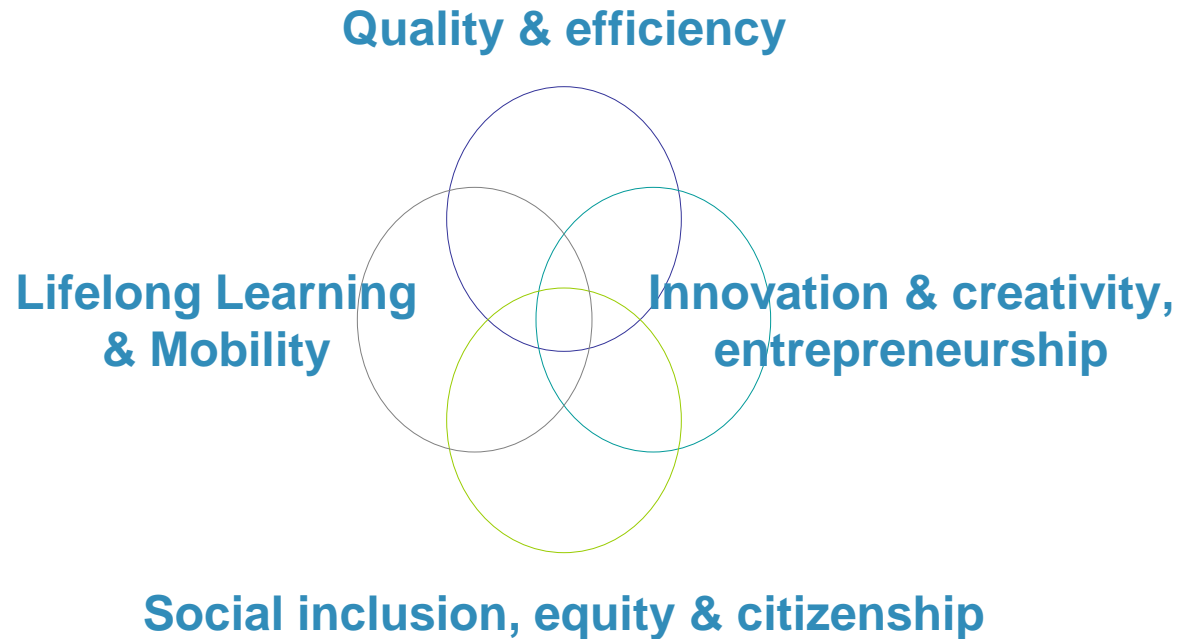 Quality & efficiency
Lifelong Learning
& Mobility
Innovation & creativity,
entrepreneurship
Social inclusion, equity & citizenship